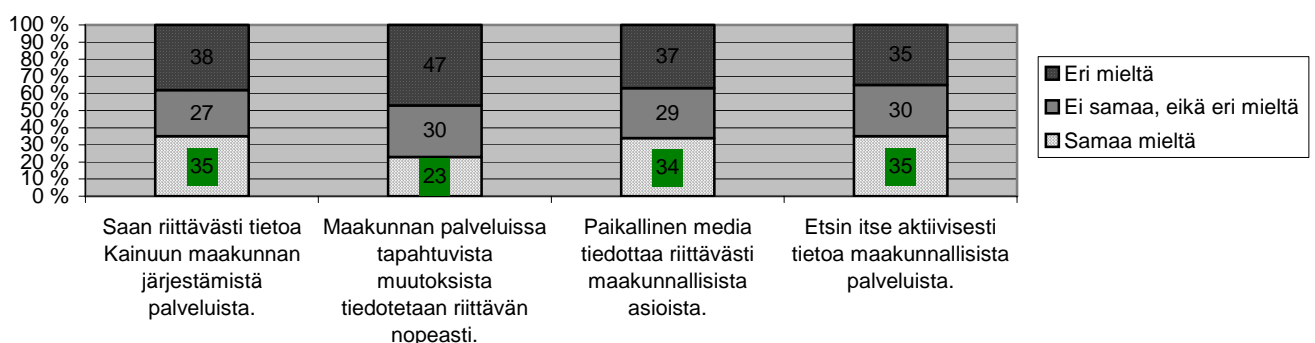 100 %
90 %
80 %
70 %
60 %
50 %
40 %
30 %
20 %
10 %
0 %
38
47
37
35
27
30
29
30
35
23
34
35
Eri mieltä
Ei samaa, eikä eri mieltä
Samaa mieltä
Saan riittävästi tietoa
Kainuun maakunnan
järjestämistä
palveluista.
Maakunnan palveluissa
tapahtuvista
muutoksista
tiedotetaan riittävän
nopeasti.
Paikallinen media
tiedottaa riittävästi
maakunnallisista
asioista.
Etsin itse aktiivisesti
tietoa maakunnallisista
palveluista.